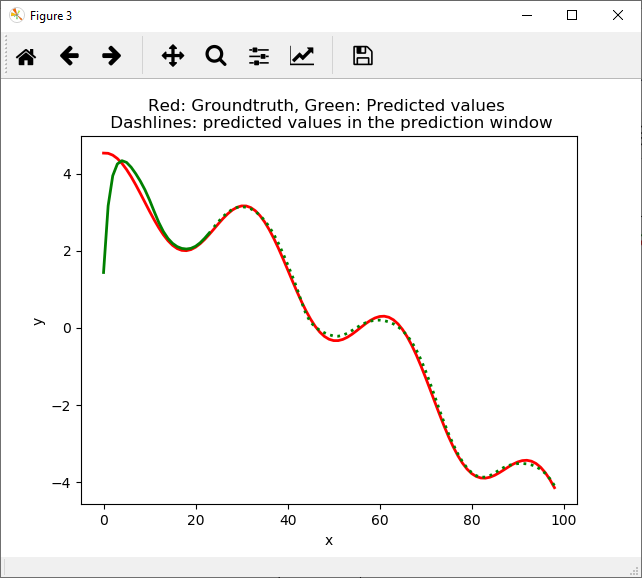 Figure 3
Red: Groundtruth, Green: Predicted values
Dashlines: predicted values in the prediction window
4
2
0
−2
−4
y
0 20 40 60 80 100
x